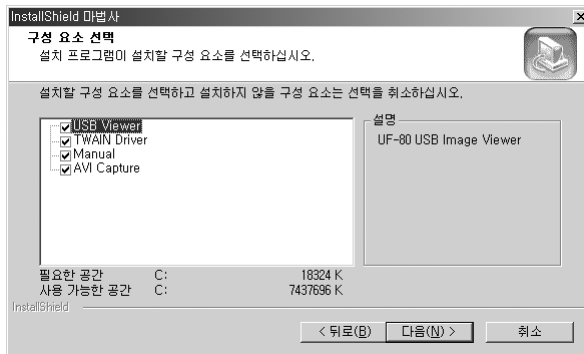 InstallShield 마법사
구성 요소 선택
설치 프로그램이 설치할 구성 요소를 선택하십시오.
설치할 구성 요소를 선택하고 설치하지 않을 구성 요소는 선택을 취소하십시오.
USB Viewer
TWAIN Driver
Manual
AVI Capture
설명
UF-80 USB Image Viewer
필요한 공간 C: 18324 K
사용 가능한 공간 C: 7437696 K
InstallShield
< 뒤로(B) 다음(N) > 취소